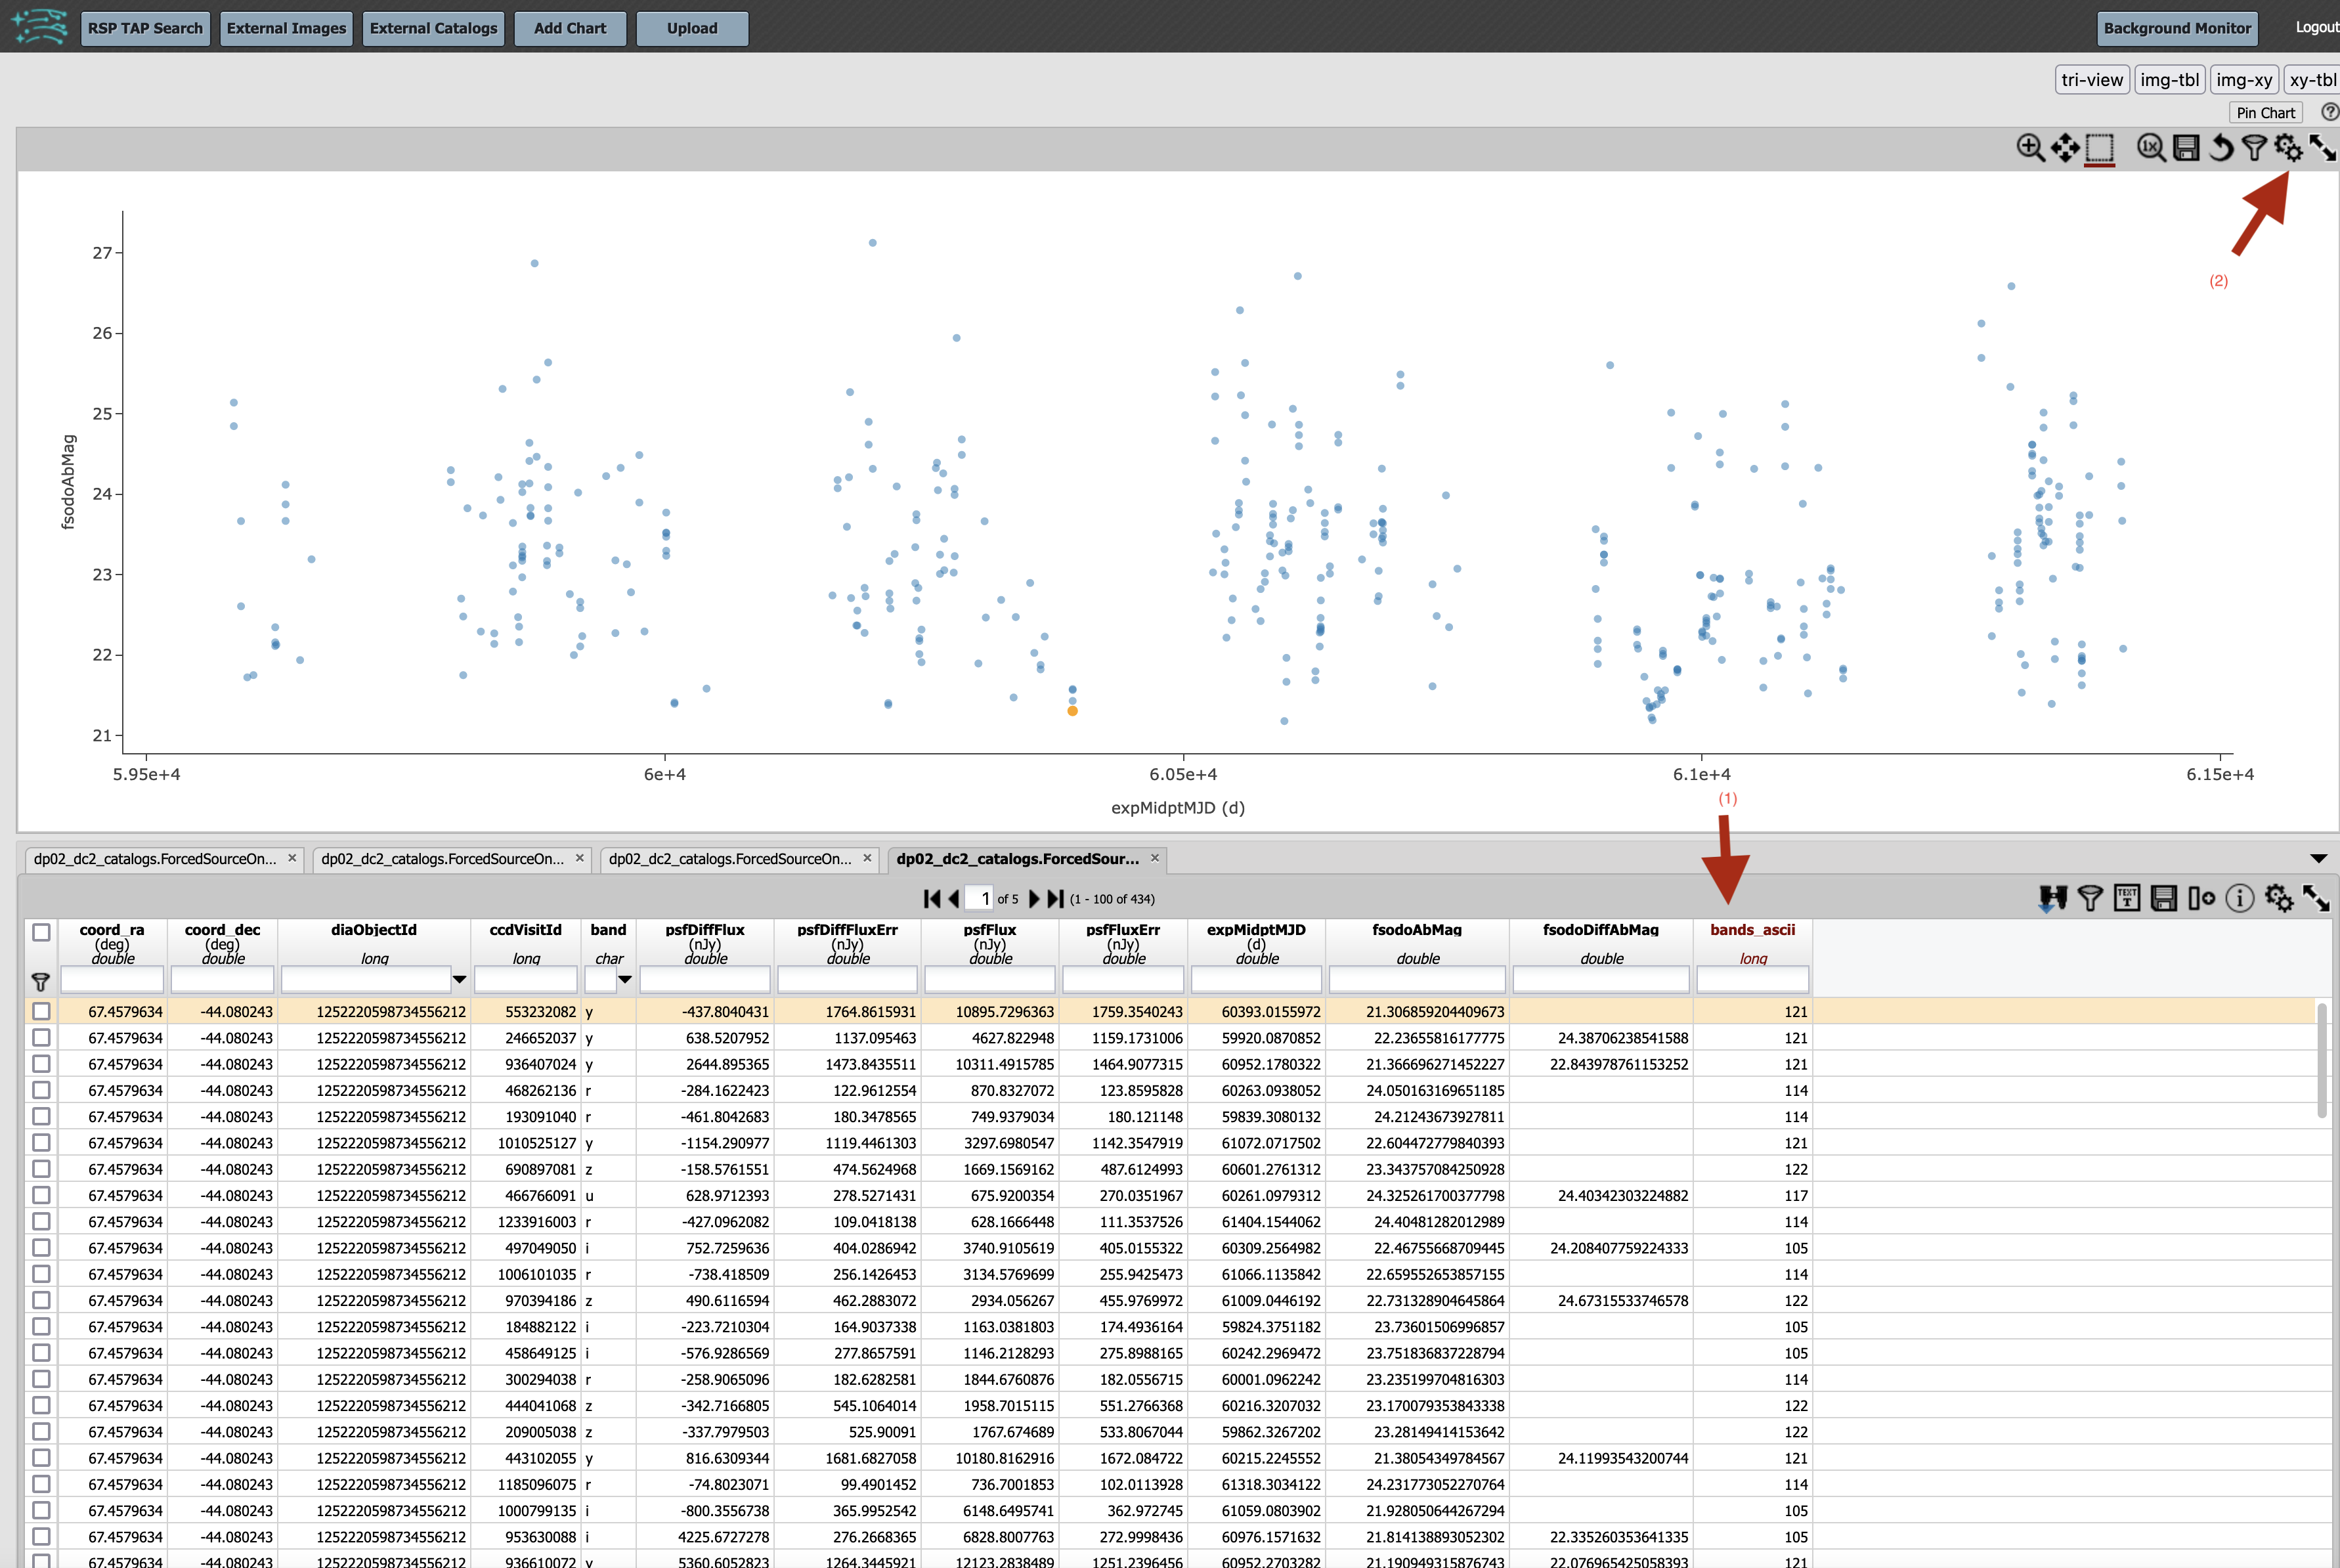 RSP TAP Search External Images External Catalogs Add Chart Upload Background Monitor Logout
tri-view img-tbl img-xy xy-tbl
Pin Chart
(2)
27
26
25
24
23
22
21
fsodoAbMag
5.95e+4 6e+4 6.05e+4 6.1e+4 6.15e+4
expMidptMJD (d)
(1)
dp02_dc2_catalogs.ForcedSourceOn... dp02_dc2_catalogs.ForcedSourceOn... dp02_dc2_catalogs.ForcedSourceOn... dp02_dc2_catalogs.ForcedSour...
1 of 5 (1 - 100 of 434)
coord_ra coord_dec diaObjectId ccdVisitId band psfDiffFlux psfDiffFluxErr psfFlux psfFluxErr expMidptMJD fsodoAbMag fsodoDiffAbMag bands_ascii
(deg) (deg) (nJy) (nJy) (nJy) (nJy) (d)
double double long long char double double double double double double double long
67.4579634 -44.080243 1252220598734556212 553232082 y -437.8040431 1764.8615931 10895.7296363 1759.3540243 60393.0155972 21.306859204409673 121
67.4579634 -44.080243 1252220598734556212 246652037 y 638.5207952 1137.095463 4627.822948 1159.1731006 59920.0870852 22.23655816177775 24.38706238541588 121
67.4579634 -44.080243 1252220598734556212 936407024 y 2644.895365 1473.8435511 10311.4915785 1464.9077315 60952.1780322 21.366696271452227 22.843978761153252 121
67.4579634 -44.080243 1252220598734556212 468262136 r -284.1622423 122.9612554 870.8327072 123.8595828 60263.0938052 24.050163169651185 114
67.4579634 -44.080243 1252220598734556212 193091040 r -461.8042683 180.3478565 749.9379034 180.121148 59839.3080132 24.21243673927811 114
67.4579634 -44.080243 1252220598734556212 1010525127 y -1154.290977 1119.4461303 3297.6980547 1142.3547919 61072.0717502 22.604472779840393 121
67.4579634 -44.080243 1252220598734556212 690897081 z -158.5761551 474.5624968 1669.1569162 487.6124993 60601.2761312 23.343757084250928 122
67.4579634 -44.080243 1252220598734556212 466766091 u 628.9712393 278.5271431 675.9200354 270.0351967 60261.0979312 24.325261700377798 24.40342303224882 117
67.4579634 -44.080243 1252220598734556212 1233916003 r -427.0962082 109.0418138 628.1666448 111.3537526 61404.1544062 24.40481282012989 114
67.4579634 -44.080243 1252220598734556212 497049050 i 752.7259636 404.0286942 3740.9105619 405.0155322 60309.2564982 22.46755668709445 24.208407759224333 105
67.4579634 -44.080243 1252220598734556212 1006101035 r -738.418509 256.1426453 3134.5769699 255.9425473 61066.1135842 22.659552653857155 114
67.4579634 -44.080243 1252220598734556212 970394186 z 490.6116594 462.2883072 2934.056267 455.9769972 61009.0446192 22.731328904645864 24.67315533746578 122
67.4579634 -44.080243 1252220598734556212 184882122 i -223.7210304 164.9037338 1163.0381803 174.4936164 59824.3751182 23.73601506996857 105
67.4579634 -44.080243 1252220598734556212 458649125 i -576.9286569 277.8657591 1146.2128293 275.8988165 60242.2969472 23.751836837228794 105
67.4579634 -44.080243 1252220598734556212 300294038 r -258.9065096 182.6282581 1844.6760876 182.0556715 60001.0962242 23.235199704816303 114
67.4579634 -44.080243 1252220598734556212 444041068 z -342.7166805 545.1064014 1958.7015115 551.2766368 60216.3207032 23.170079353843338 122
67.4579634 -44.080243 1252220598734556212 209005038 z -337.7979503 525.90091 1767.674689 533.8067044 59862.3267202 23.28149414153642 122
67.4579634 -44.080243 1252220598734556212 443102055 y 816.6309344 1681.6827058 10180.8162916 1672.084722 60215.2245552 21.38054349784567 24.11993543200744 121
67.4579634 -44.080243 1252220598734556212 1185096075 r -74.8023071 99.4901452 736.7001853 102.0113928 61318.3034122 24.231773052270764 114
67.4579634 -44.080243 1252220598734556212 1000799135 i -800.3556738 365.9952542 6148.6495741 362.972745 61059.0803902 21.928050644267294 105
67.4579634 -44.080243 1252220598734556212 953630088 i 4225.6727278 276.2668365 6828.8007763 272.9998436 60976.1571632 21.814138893052302 22.335260353641335 105
67.4579634 -44.080243 1252220598734556212 936610072 y 5360.6052823 1264.3445921 12123.2838489 1251.2396456 60952.2703282 21.190949315876743 22.076965425058393 121